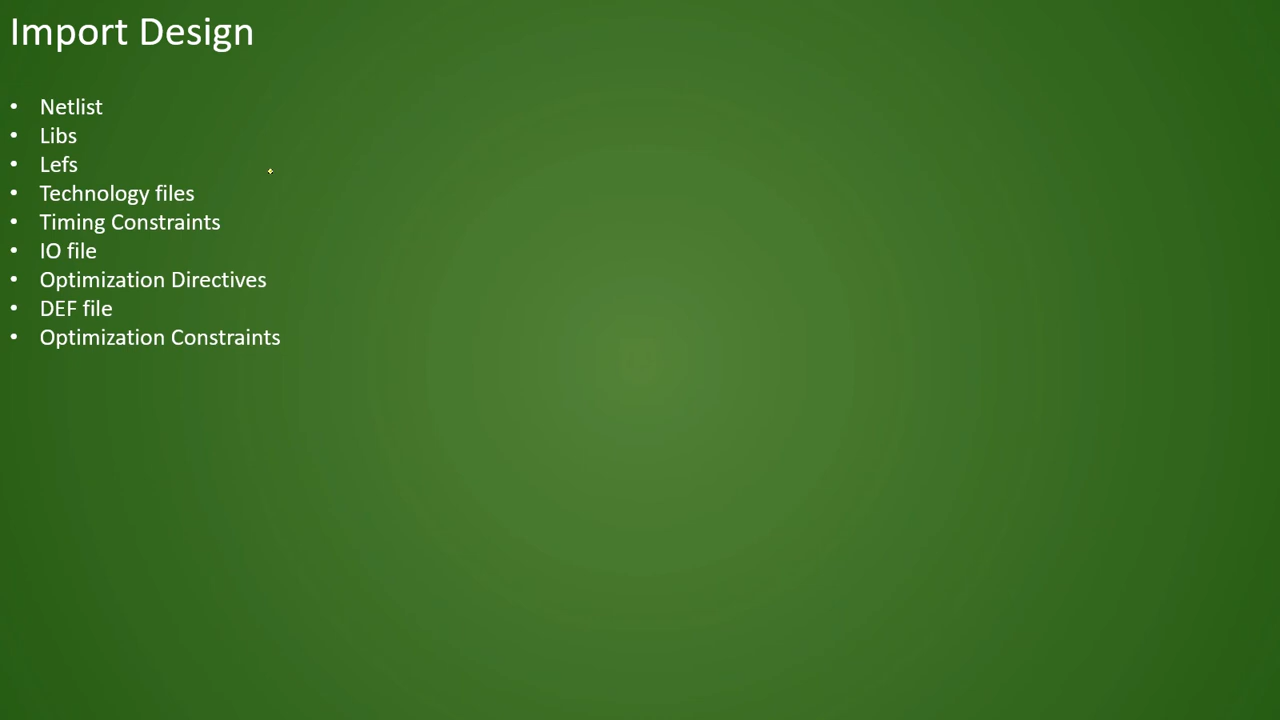 Import Design
• Netlist
• Libs
• Lefs
• Technology files
• Timing Constraints
• IO file
• Optimization Directives
• DEF file
• Optimization Constraints